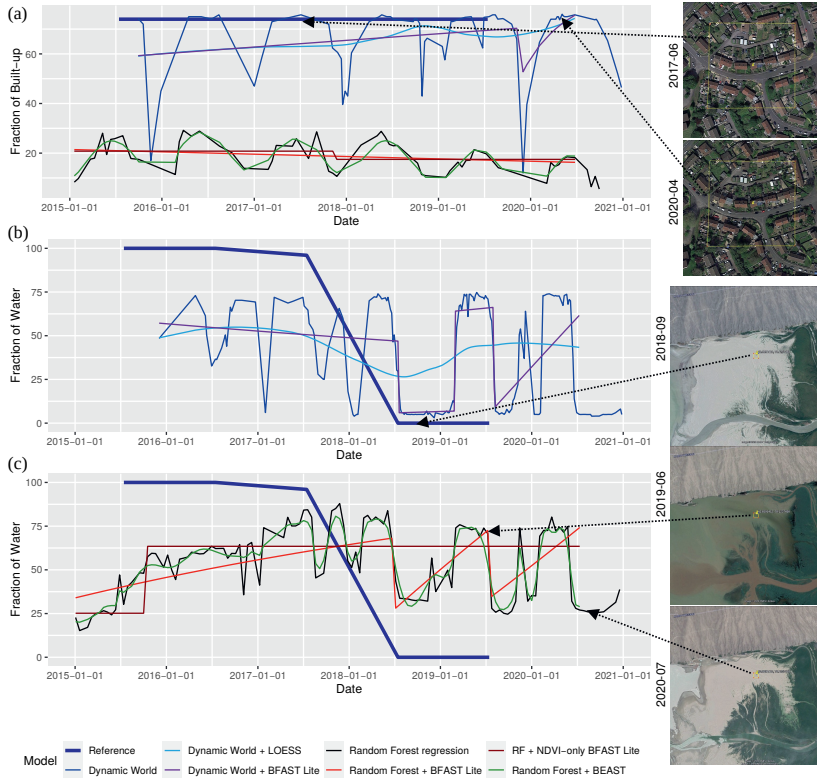 (a)
Fraction of Built−up
60
40
20
2015−01−01 2016−01−01 2017−01−01 2018−01−01 2019−01−01 2020−01−01 2021−01−01
Date
2017−06
2020−04
(b)
Fraction of Water
100
75
50
25
0
2015−01−01 2016−01−01 2017−01−01 2018−01−01 2019−01−01 2020−01−01 2021−01−01
Date
2018−09
(c)
Fraction of Water
100
75
50
25
0
2015−01−01 2016−01−01 2017−01−01 2018−01−01 2019−01−01 2020−01−01 2021−01−01
Date
2019−06
2020−07
Model
Reference
Dynamic World + LOESS
Random Forest regression
RF + NDVI−only BFAST Lite
Dynamic World
Dynamic World + BFAST Lite
Random Forest + BFAST Lite
Random Forest + BEAST